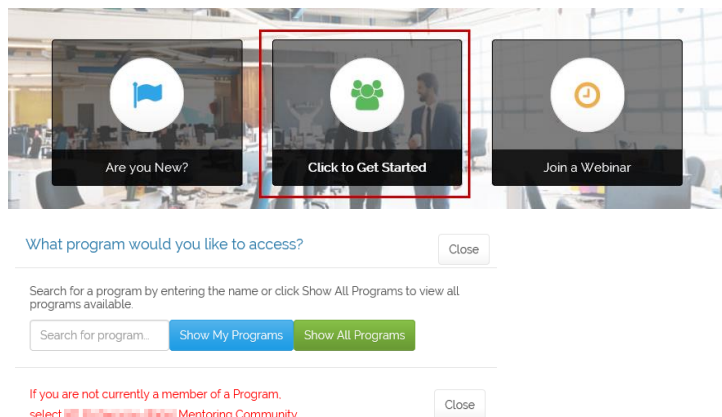 Are you New?
Click to Get Started
Join a Webinar
What program would you like to access?
Close
Search for a program by entering the name or click Show All Programs to view all
programs available.
Search for program...
Show My Programs
Show All Programs
If you are not currently a member of a Program,
Close
select Mentoring Community